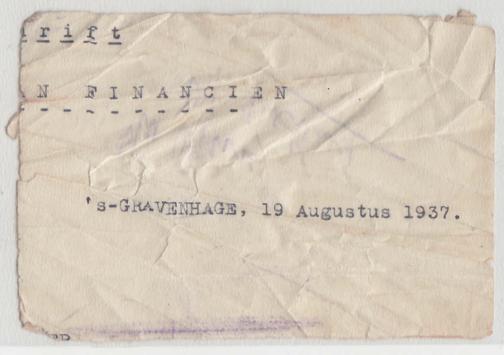 rift
N FINANCIEN
's-GRAVENHAGE, 19 Augustus 1937.